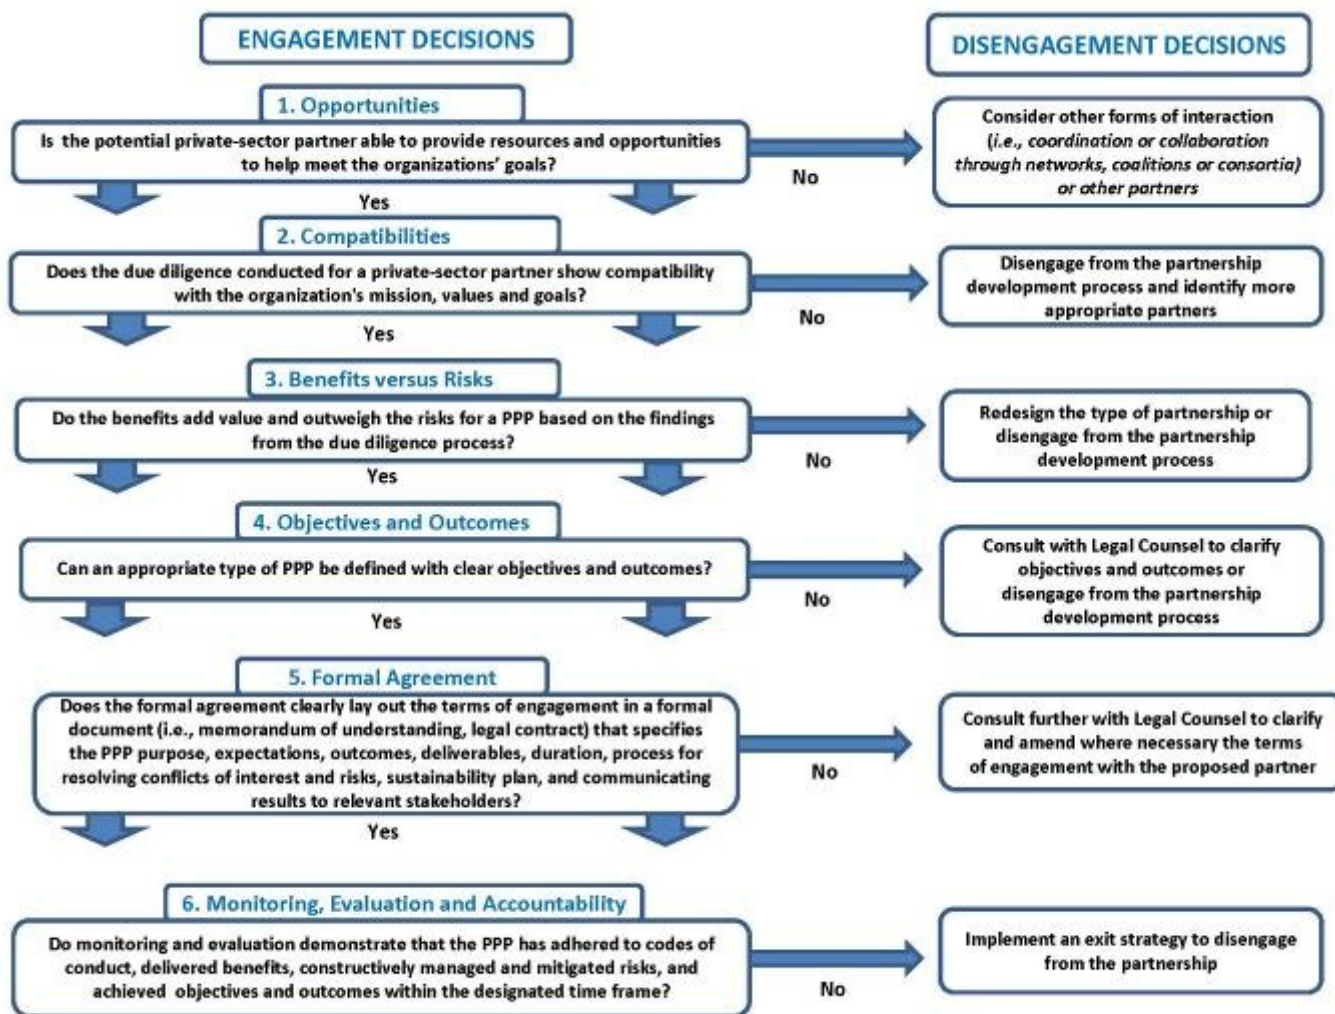 ENGAGEMENT DECISIONS
DISENGAGEMENT DECISIONS
1. Opportunities
Is the potential private-sector partner able to provide resources and opportunities
to help meet the organizations' goals?
No
Yes
Consider other forms of interaction
(i.e., coordination or collaboration
through networks, coalitions or consortia)
or other partners
2. Compatibilities
Does the due diligence conducted for a private-sector partner show compatibility
with the organization's mission, values and goals?
No
Yes
Disengage from the partnership
development process and identify more
appropriate partners
3. Benefits versus Risks
Do the benefits add value and outweigh the risks for a PPP based on the findings
from the due diligence process?
No
Yes
Redesign the type of partnership or
disengage from the partnership
development process
4. Objectives and Outcomes
Can an appropriate type of PPP be defined with clear objectives and outcomes?
No
Yes
Consult with Legal Counsel to clarify
objectives and outcomes or
disengage from the partnership
development process
5. Formal Agreement
Does the formal agreement clearly lay out the terms of engagement in a formal
document (i.e., memorandum of understanding, legal contract) that specifies
the PPP purpose, expectations, outcomes, deliverables, duration, process for
resolving conflicts of interest and risks, sustainability plan, and communicating
results to relevant stakeholders?
No
Yes
Consult further with Legal Counsel to clarify
and amend where necessary the terms
of engagement with the proposed partner
6. Monitoring, Evaluation and Accountability
Do monitoring and evaluation demonstrate that the PPP has adhered to codes of
conduct, delivered benefits, constructively managed and mitigated risks, and
achieved objectives and outcomes within the designated time frame?
No
Implement an exit strategy to disengage
from the partnership